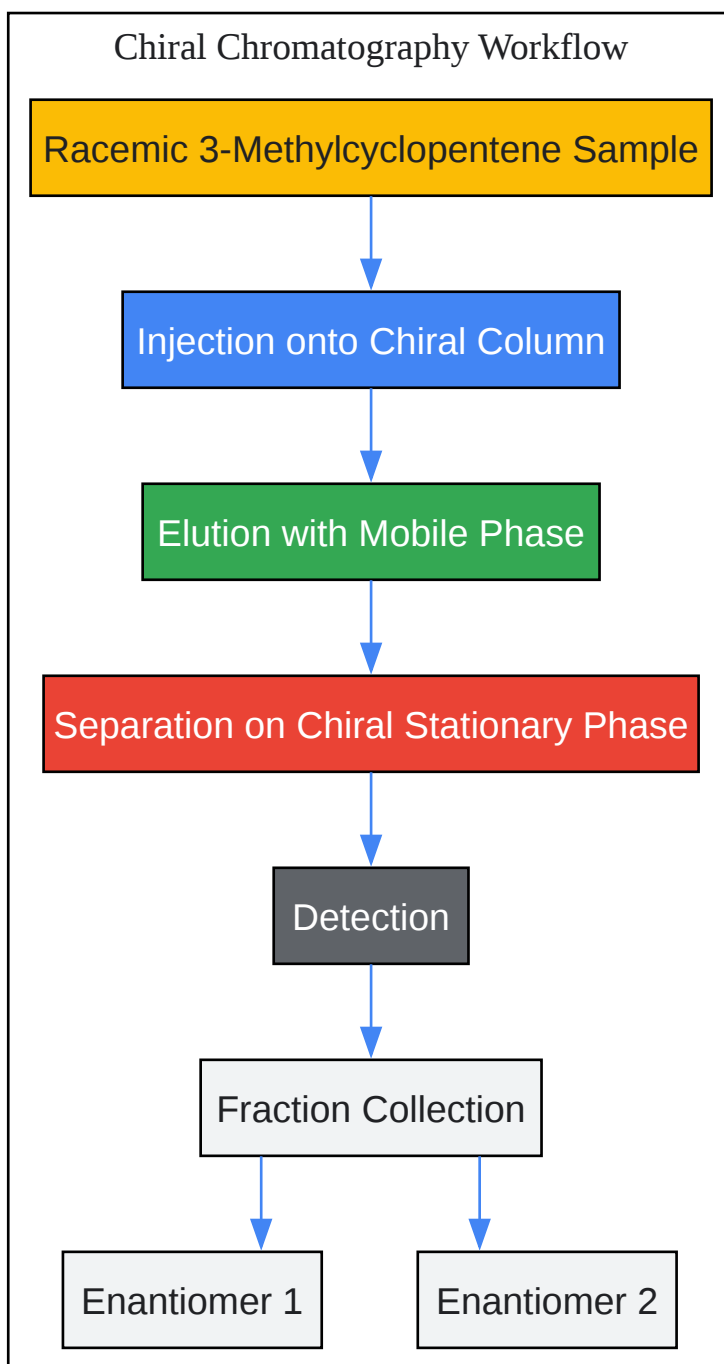 Chiral Chromatography Workflow
Racemic 3-Methylcyclopentene Sample
Injection onto Chiral Column
Elution with Mobile Phase
Separation on Chiral Stationary Phase
Detection
Fraction Collection
Enantiomer 1
Enantiomer 2